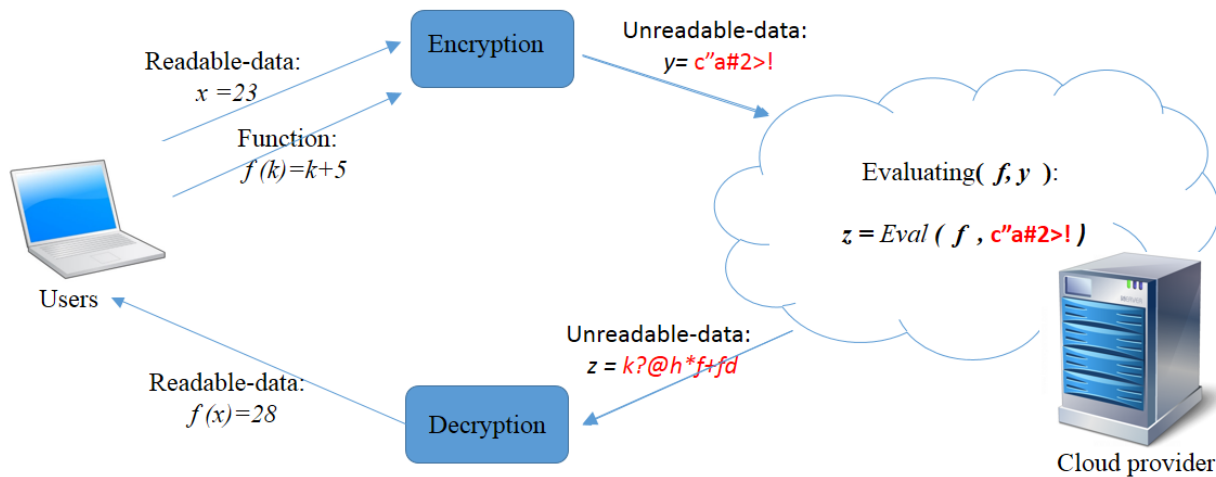 Readable-data:
x =23
Function:
f (k)=k+5
Encryption
Unreadable-data:
y= c”a#2>!
Evaluating( f, y ):
z = Eval ( f , c”a#2>! )
Users
Cloud provider
Unreadable-data:
z = k?@h*f+fd
Decryption
Readable-data:
f (x)=28